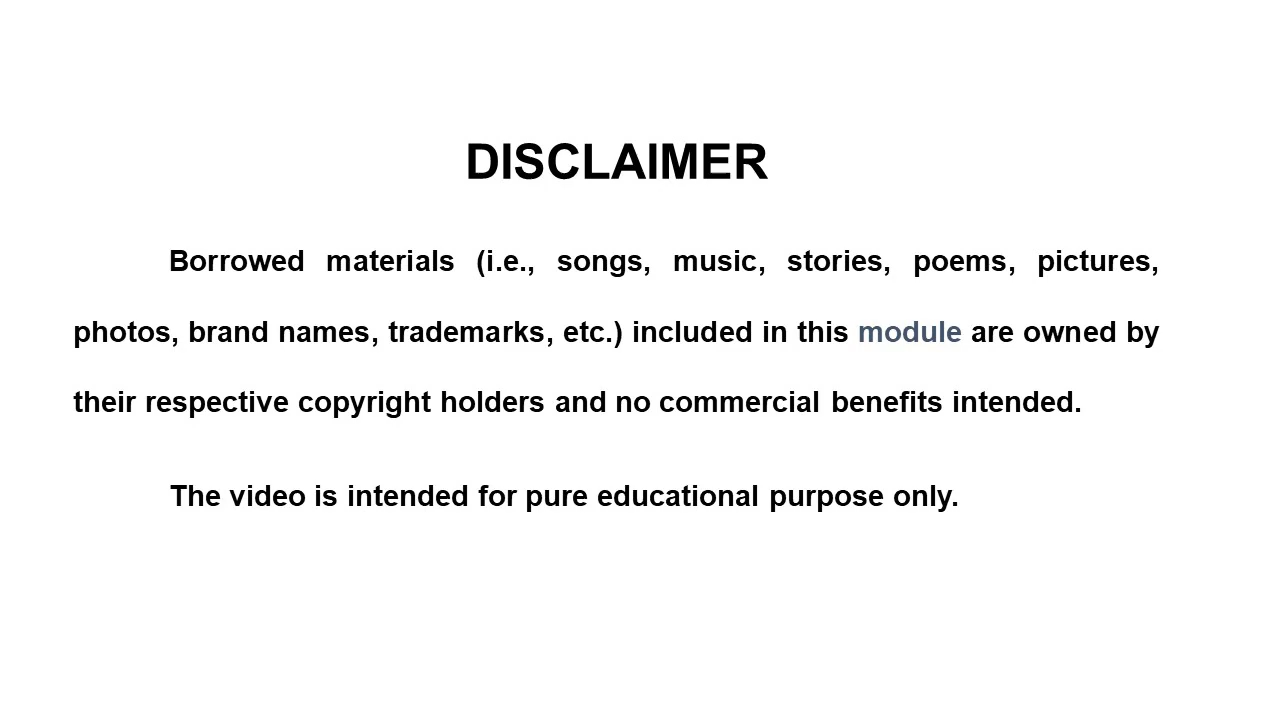 DISCLAIMER
Borrowed materials (i.e., songs, music, stories, poems, pictures,
photos, brand names, trademarks, etc.) included in this module are owned by
their respective copyright holders and no commercial benefits intended.
The video is intended for pure educational purpose only.